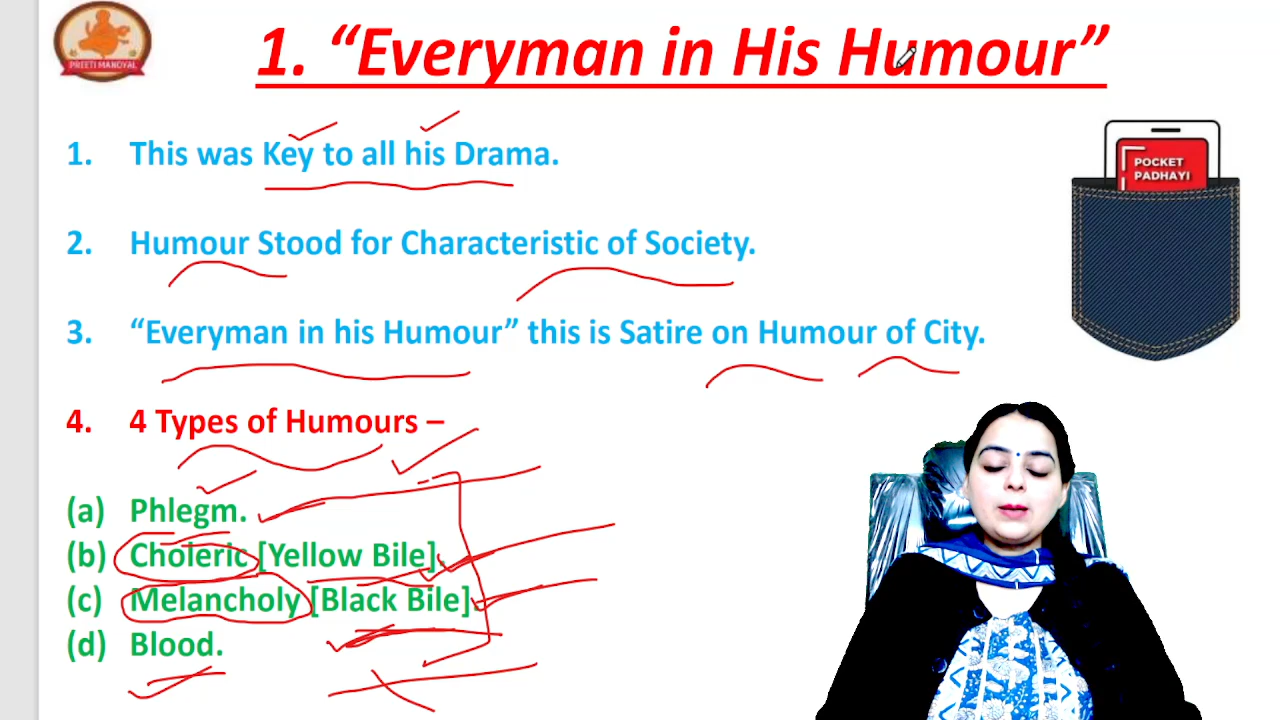 PREETI MANDYAL
1. “Everyman in His Humour”
1. This was Key to all his Drama.
POCKET
PADHAYI
2. Humour Stood for Characteristic of Society.
3. “Everyman in his Humour” this is Satire on Humour of City.
4. 4 Types of Humours –
(a) Phlegm.
(b) Choleric [Yellow Bile].
(c) Melancholy [Black Bile]
(d) Blood.